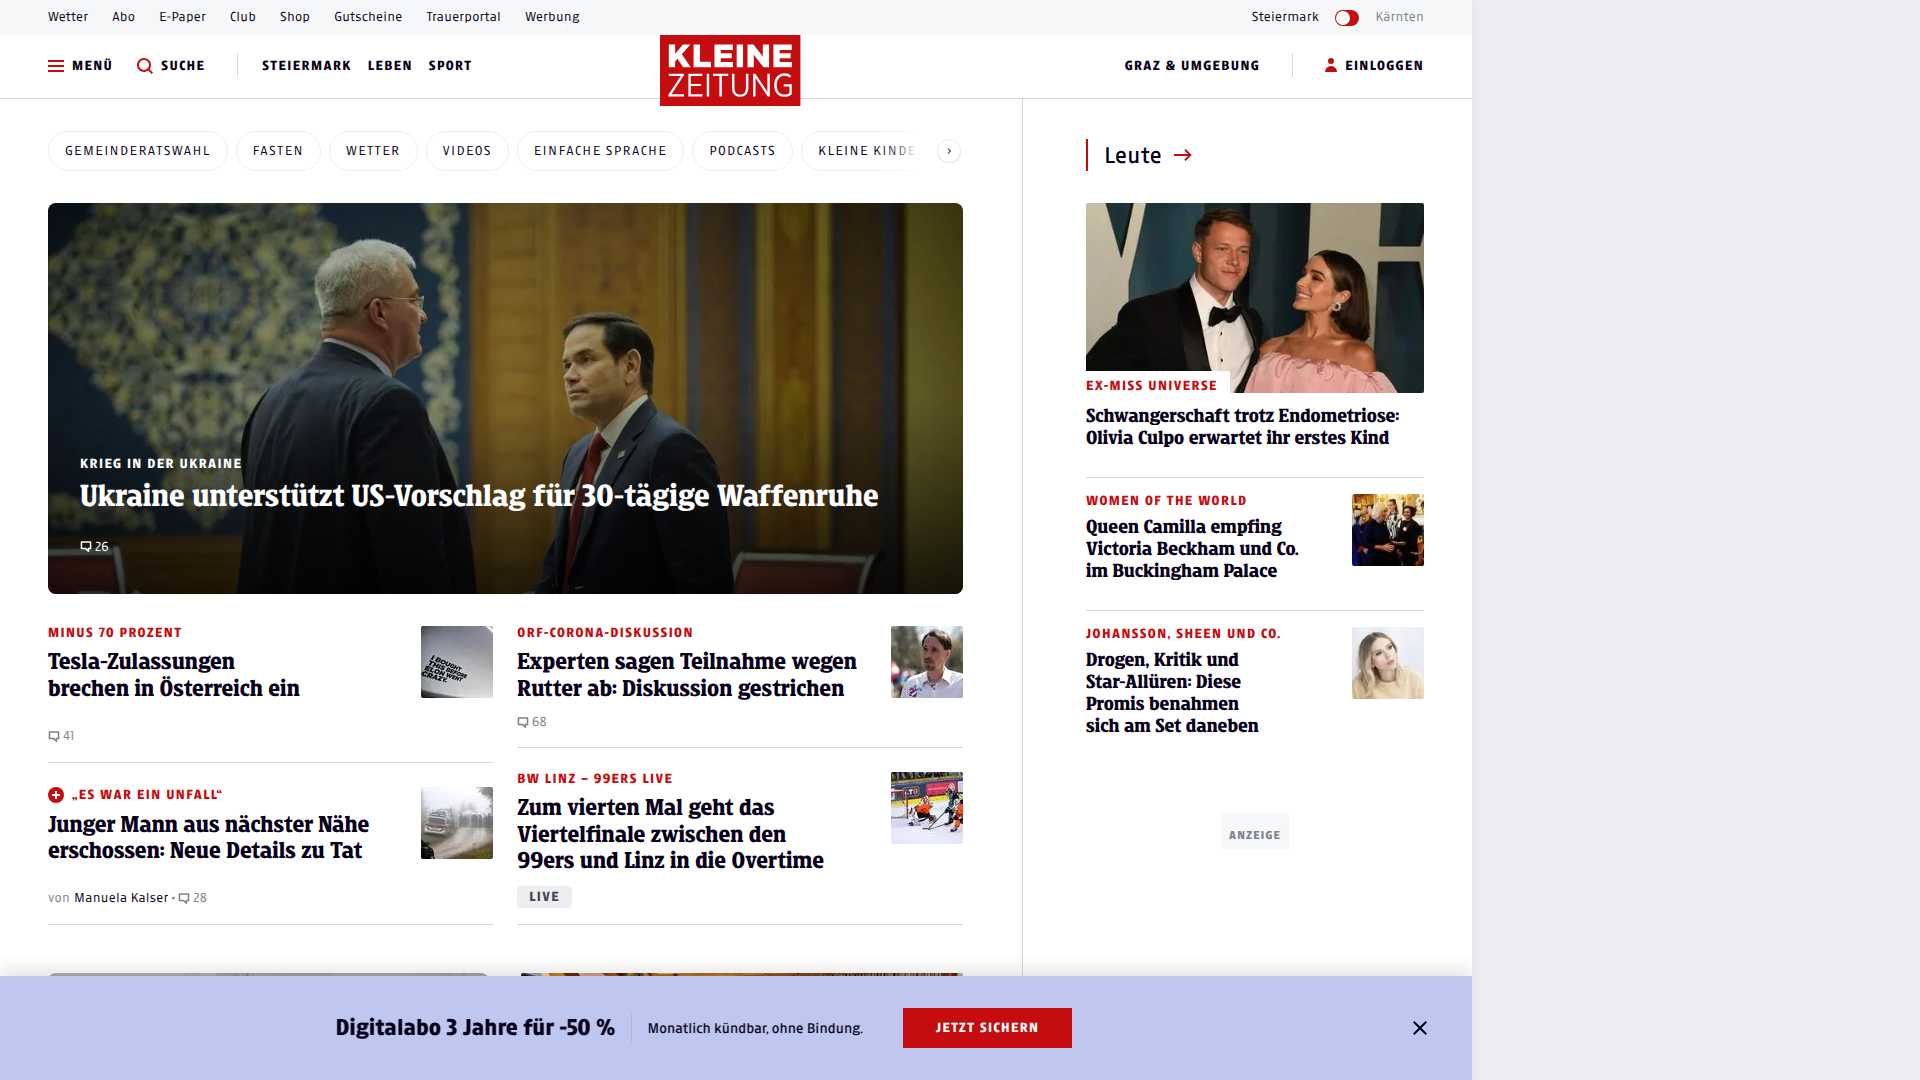 Wetter Abo E-Paper Club Shop Gutscheine Trauerportal Werbung Steiermark Kärnten
MENÜ SUCHE STEIERMARK LEBEN SPORT KLEINE ZEITUNG GRAZ & UMGEBUNG EINLOGGEN
GEMEINDERATSWAHL FASTEN WETTER VIDEOS EINFACHE SPRACHE PODCASTS KLEINE KINDE
KRIEG IN DER UKRAINE
Ukraine unterstützt US-Vorschlag für 30-tägige Waffenruhe
26
MINUS 70 PROZENT
Tesla-Zulassungen
brechen in Österreich ein
41
I BOUGHT
THIS BEFORE
ELON WENT
CRAZY.
„ES WAR EIN UNFALL“
Junger Mann aus nächster Nähe
erschossen: Neue Details zu Tat
von Manuela Kalser · 28
ORF-CORONA-DISKUSSION
Experten sagen Teilnahme wegen
Rutter ab: Diskussion gestrichen
68
BW LINZ – 99ERS LIVE
Zum vierten Mal geht das
Viertelfinale zwischen den
99ers und Linz in die Overtime
LIVE
Leute
EX-MISS UNIVERSE
Schwangerschaft trotz Endometriose:
Olivia Culpo erwartet ihr erstes Kind
WOMEN OF THE WORLD
Queen Camilla empfing
Victoria Beckham und Co.
im Buckingham Palace
JOHANSSON, SHEEN UND CO.
Drogen, Kritik und
Star-Allüren: Diese
Promis benahmen
sich am Set daneben
ANZEIGE
Digitalabo 3 Jahre für -50 % Monatlich kündbar, ohne Bindung. JETZT SICHERN